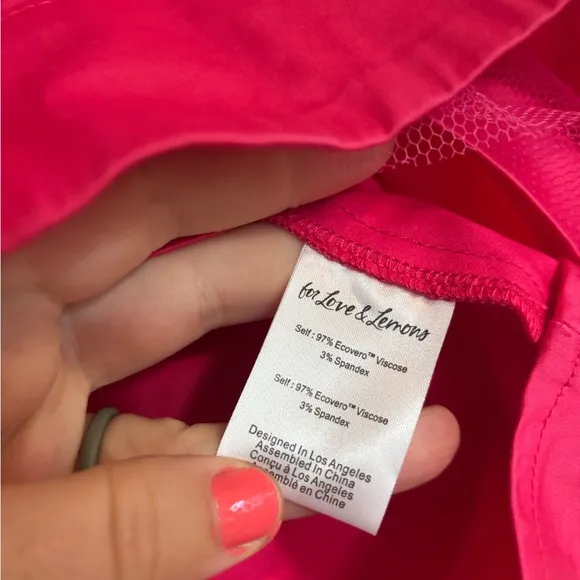 for Love & Lemons
Self : 97% Ecovero™ Viscose
3% Spandex
Self : 97% Ecovero™ Viscose
3% Spandex
Designed In Los Angeles
Assembled In China
Conçu à Los Angeles
Assemblé en Chine